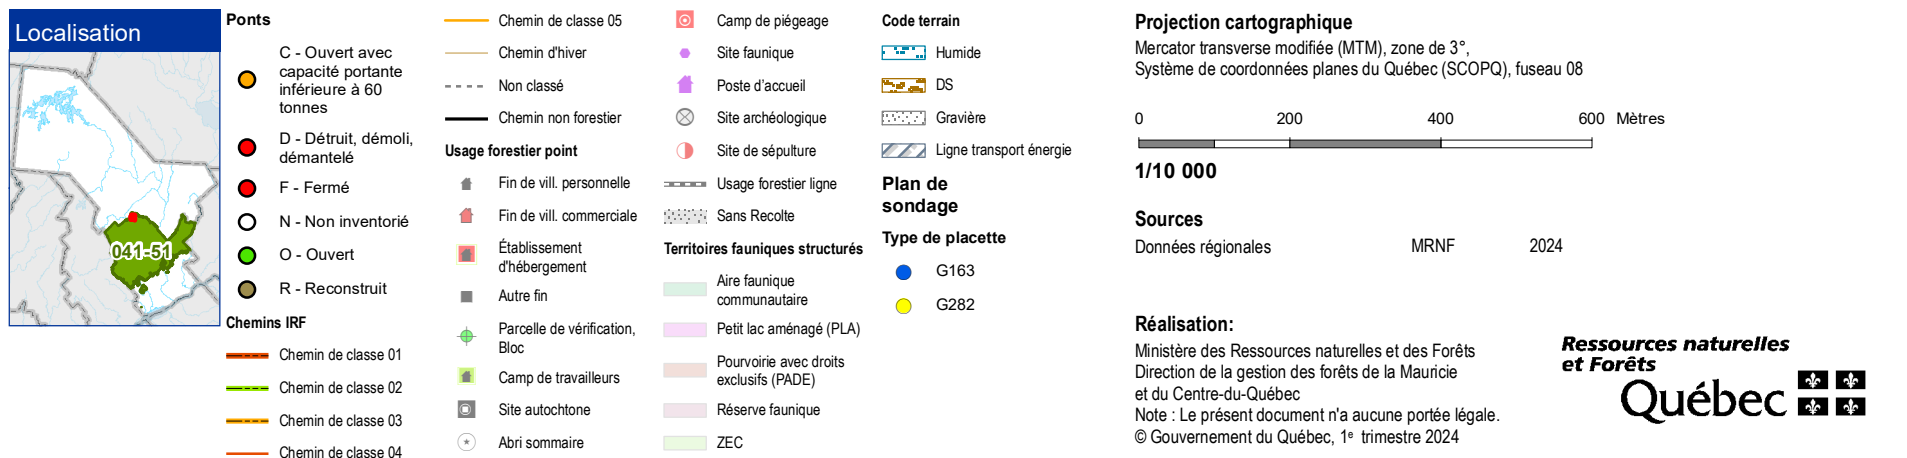 Localisation
041-51
Ponts
C - Ouvert avec
capacité portante
inférieure à 60
tonnes
D - Détruit, démoli,
démantelé
F - Fermé
N - Non inventorié
O - Ouvert
R - Reconstruit
Chemins IRF
Chemin de classe 01
Chemin de classe 02
Chemin de classe 03
Chemin de classe 04
Chemin de classe 05
Chemin d'hiver
Non classé
Chemin non forestier
Usage forestier point
Fin de vill. personnelle
Fin de vill. commerciale
Établissement
d'hébergement
Autre fin
Parcelle de vérification,
Bloc
Camp de travailleurs
Site autochtone
Abri sommaire
Camp de piégeage
Site faunique
Poste d’accueil
Site archéologique
Site de sépulture
Usage forestier ligne
Sans Recolte
Territoires fauniques structurés
Aire faunique
communautaire
Petit lac aménagé (PLA)
Pourvoirie avec droits
exclusifs (PADE)
Réserve faunique
ZEC
Code terrain
Humide
DS
Gravière
Ligne transport énergie
Plan de
sondage
Type de placette
G163
G282
Projection cartographique
Mercator transverse modifiée (MTM), zone de 3°,
Système de coordonnées planes du Québec (SCOPQ), fuseau 08
0 200 400 600 Mètres
1/10 000
Sources
Données régionales MRNF 2024
Réalisation:
Ministère des Ressources naturelles et des Forêts
Direction de la gestion des forêts de la Mauricie
et du Centre-du-Québec
Note : Le présent document n'a aucune portée légale.
© Gouvernement du Québec, 1e trimestre 2024
Ressources naturelles
et Forêts
Québec